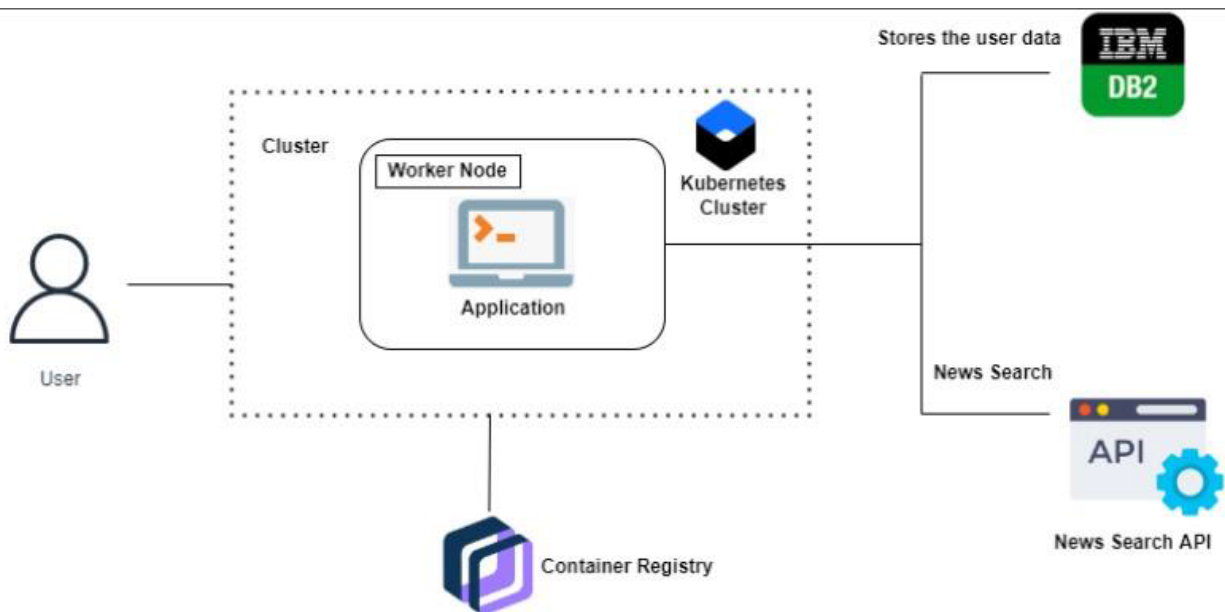 Stores the user data
IBM
DB2
Cluster
Worker Node
Kubernetes
Cluster
Application
User
News Search
API
News Search API
Container Registry